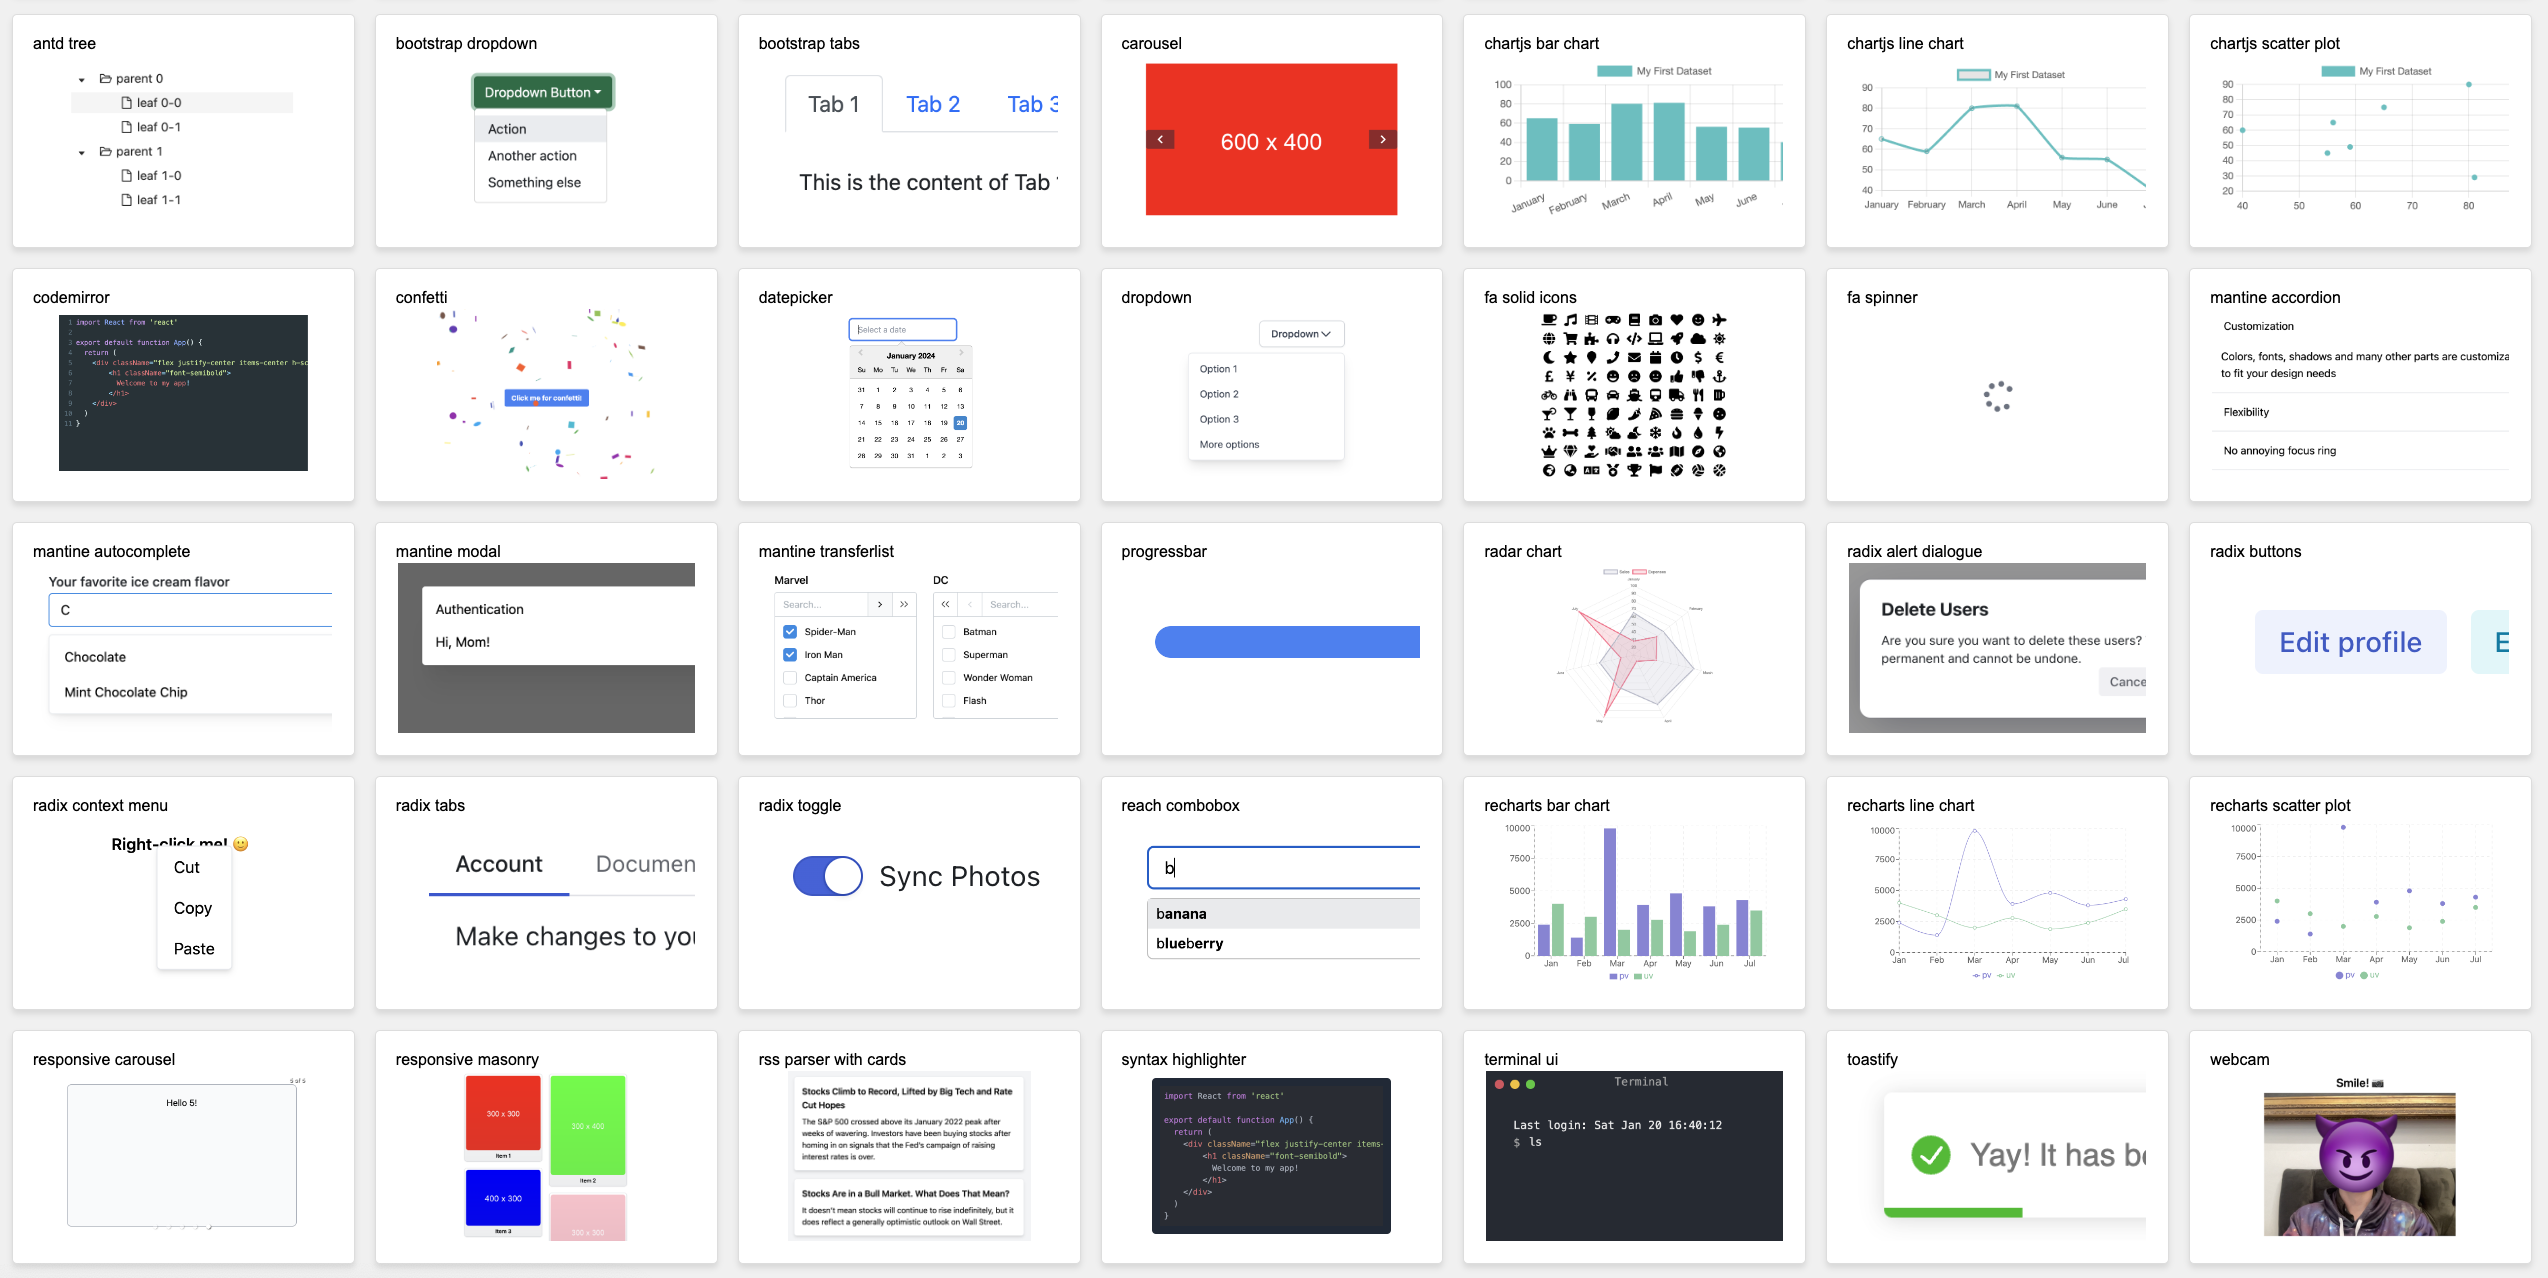 antd tree
parent 0
leaf 0-0
leaf 0-1
parent 1
leaf 1-0
leaf 1-1
bootstrap dropdown
Dropdown Button
Action
Another action
Something else
bootstrap tabs
Tab 1 Tab 2 Tab 3
This is the content of Tab
carousel
600 x 400
chartjs bar chart
My First Dataset
100
80
60
40
20
0
January February March April May June
chartjs line chart
My First Dataset
90
80
70
60
50
40
January February March April May June
chartjs scatter plot
My First Dataset
90
80
70
60
50
40
30
20
40 50 60 70 80
codemirror
1 import React from 'react'
2
3 export default function App() {
4 return (
5 <div className="flex justify-center items-center h-sc
6 <h1 className="font-semibold">
7 Welcome to my app!
8 </h1>
9 </div>
10 )
11 }
confetti
Click me for confetti!
datepicker
Select a date
January 2024
Su Mo Tu We Th Fr Sa
31 1 2 3 4 5 6
7 8 9 10 11 12 13
14 15 16 17 18 19 20
21 22 23 24 25 26 27
28 29 30 31 1 2 3
dropdown
Dropdown
Option 1
Option 2
Option 3
More options
fa solid icons
fa spinner
mantine accordion
Customization
Colors, fonts, shadows and many other parts are customiza
to fit your design needs
Flexibility
No annoying focus ring
mantine autocomplete
Your favorite ice cream flavor
C
Chocolate
Mint Chocolate Chip
mantine modal
Authentication
Hi, Mom!
mantine transferlist
Marvel DC
Search... Search...
Spider-Man Batman
Iron Man Superman
Captain America Wonder Woman
Thor Flash
progressbar
radar chart
Sales Expenses
January
February
March
April
May
June
July
radix alert dialogue
Delete Users
Are you sure you want to delete these users?
permanent and cannot be undone.
Cance
radix buttons
Edit profile E
radix context menu
Right-click me!
Cut
Copy
Paste
radix tabs
Account Documen
Make changes to you
radix toggle
Sync Photos
reach combobox
b
banana
blueberry
recharts bar chart
10000
7500
5000
2500
0
Jan Feb Mar Apr May Jun Jul
pv uv
recharts line chart
10000
7500
5000
2500
0
Jan Feb Mar Apr May Jun Jul
pv uv
recharts scatter plot
10000
7500
5000
2500
0
Jan Feb Mar Apr May Jun Jul
pv uv
responsive carousel
5 of 5
Hello 5!
responsive masonry
300 x 300
Item 1
300 x 400
Item 2
400 x 300
Item 3
300 x 300
rss parser with cards
Stocks Climb to Record, Lifted by Big Tech and Rate
Cut Hopes
The S&P 500 crossed above its January 2022 peak after
weeks of wavering. Investors have been buying stocks after
homing in on signals that the Fed's campaign of raising
interest rates is over.
Stocks Are in a Bull Market. What Does That Mean?
It doesn't mean stocks will continue to rise indefinitely, but it
does reflect a generally optimistic outlook on Wall Street.
syntax highlighter
import React from 'react'
export default function App() {
return (
<div className="flex justify-center items-
<h1 className="font-semibold">
Welcome to my app!
</h1>
</div>
)
}
terminal ui
Terminal
Last login: Sat Jan 20 16:40:12
$ ls
toastify
Yay! It has be
webcam
Smile!